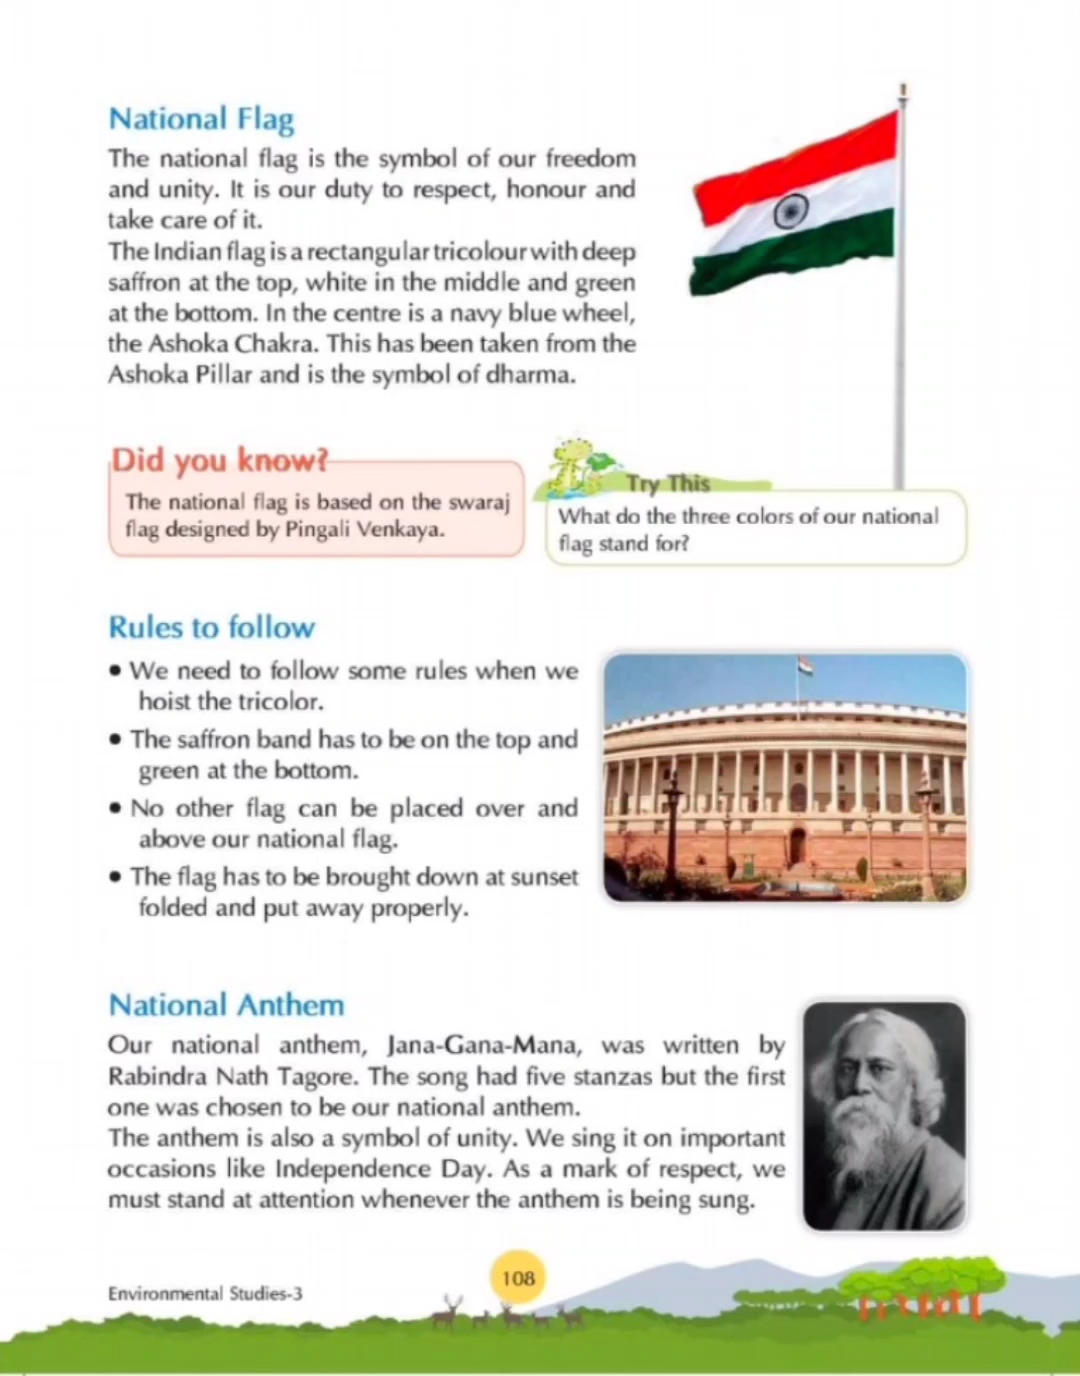 National Flag
The national flag is the symbol of our freedom
and unity. It is our duty to respect, honour and
take care of it.
The Indian flag is a rectangular tricolour with deep
saffron at the top, white in the middle and green
at the bottom. In the centre is a navy blue wheel,
the Ashoka Chakra. This has been taken from the
Ashoka Pillar and is the symbol of dharma.
Did you know?
The national flag is based on the swaraj
flag designed by Pingali Venkaya.
Try This
What do the three colors of our national
flag stand for?
Rules to follow
• We need to follow some rules when we
hoist the tricolor.
• The saffron band has to be on the top and
green at the bottom.
• No other flag can be placed over and
above our national flag.
• The flag has to be brought down at sunset
folded and put away properly.
National Anthem
Our national anthem, Jana-Gana-Mana, was written by
Rabindra Nath Tagore. The song had five stanzas but the first
one was chosen to be our national anthem.
The anthem is also a symbol of unity. We sing it on important
occasions like Independence Day. As a mark of respect, we
must stand at attention whenever the anthem is being sung.
Environmental Studies-3
108